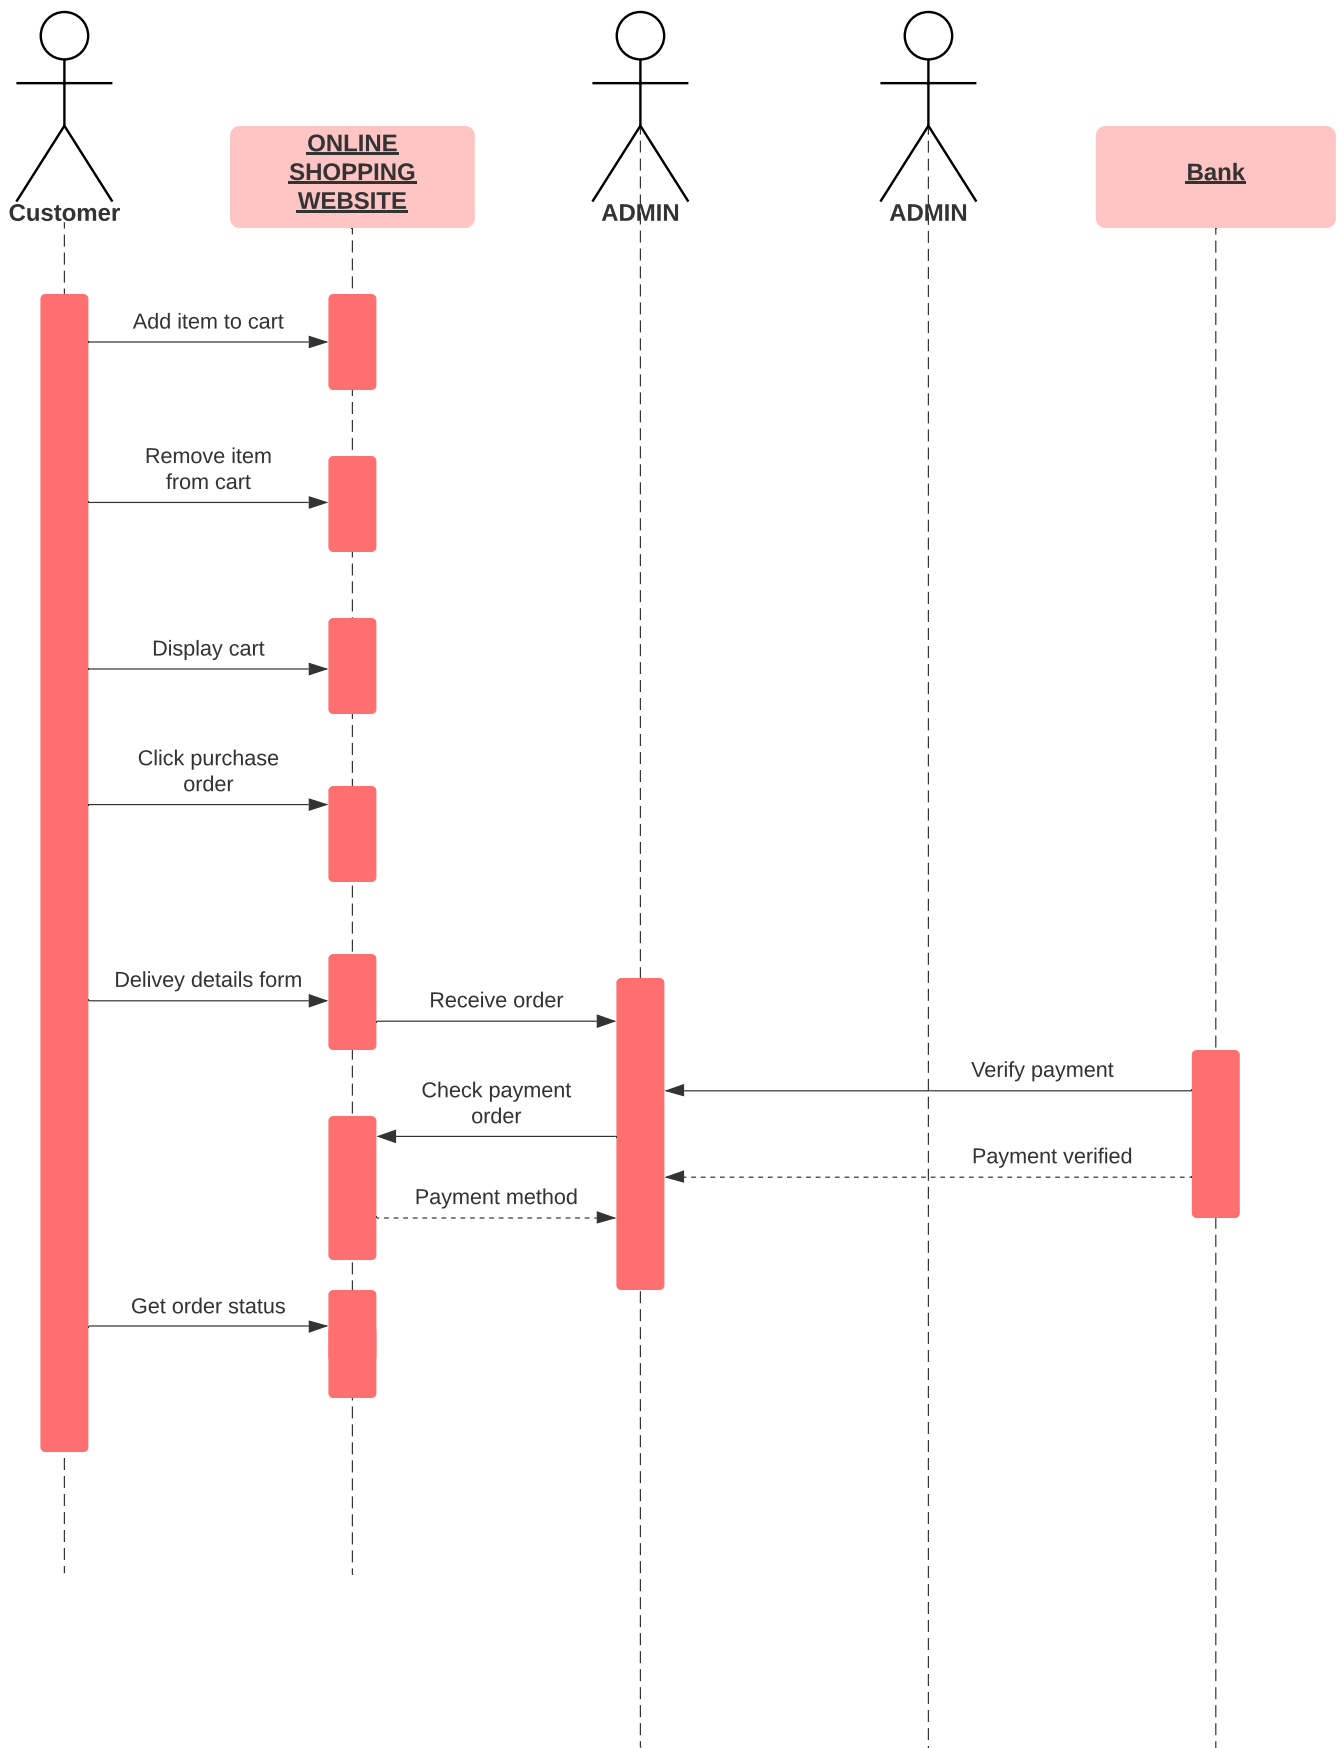 ONLINE
SHOPPING
WEBSITE
Bank
Customer
ADMIN
ADMIN
Add item to cart
Remove item
from cart
Display cart
Click purchase
order
Delivey details form
Receive order
Verify payment
Check payment
order
Payment verified
Payment method
Get order status